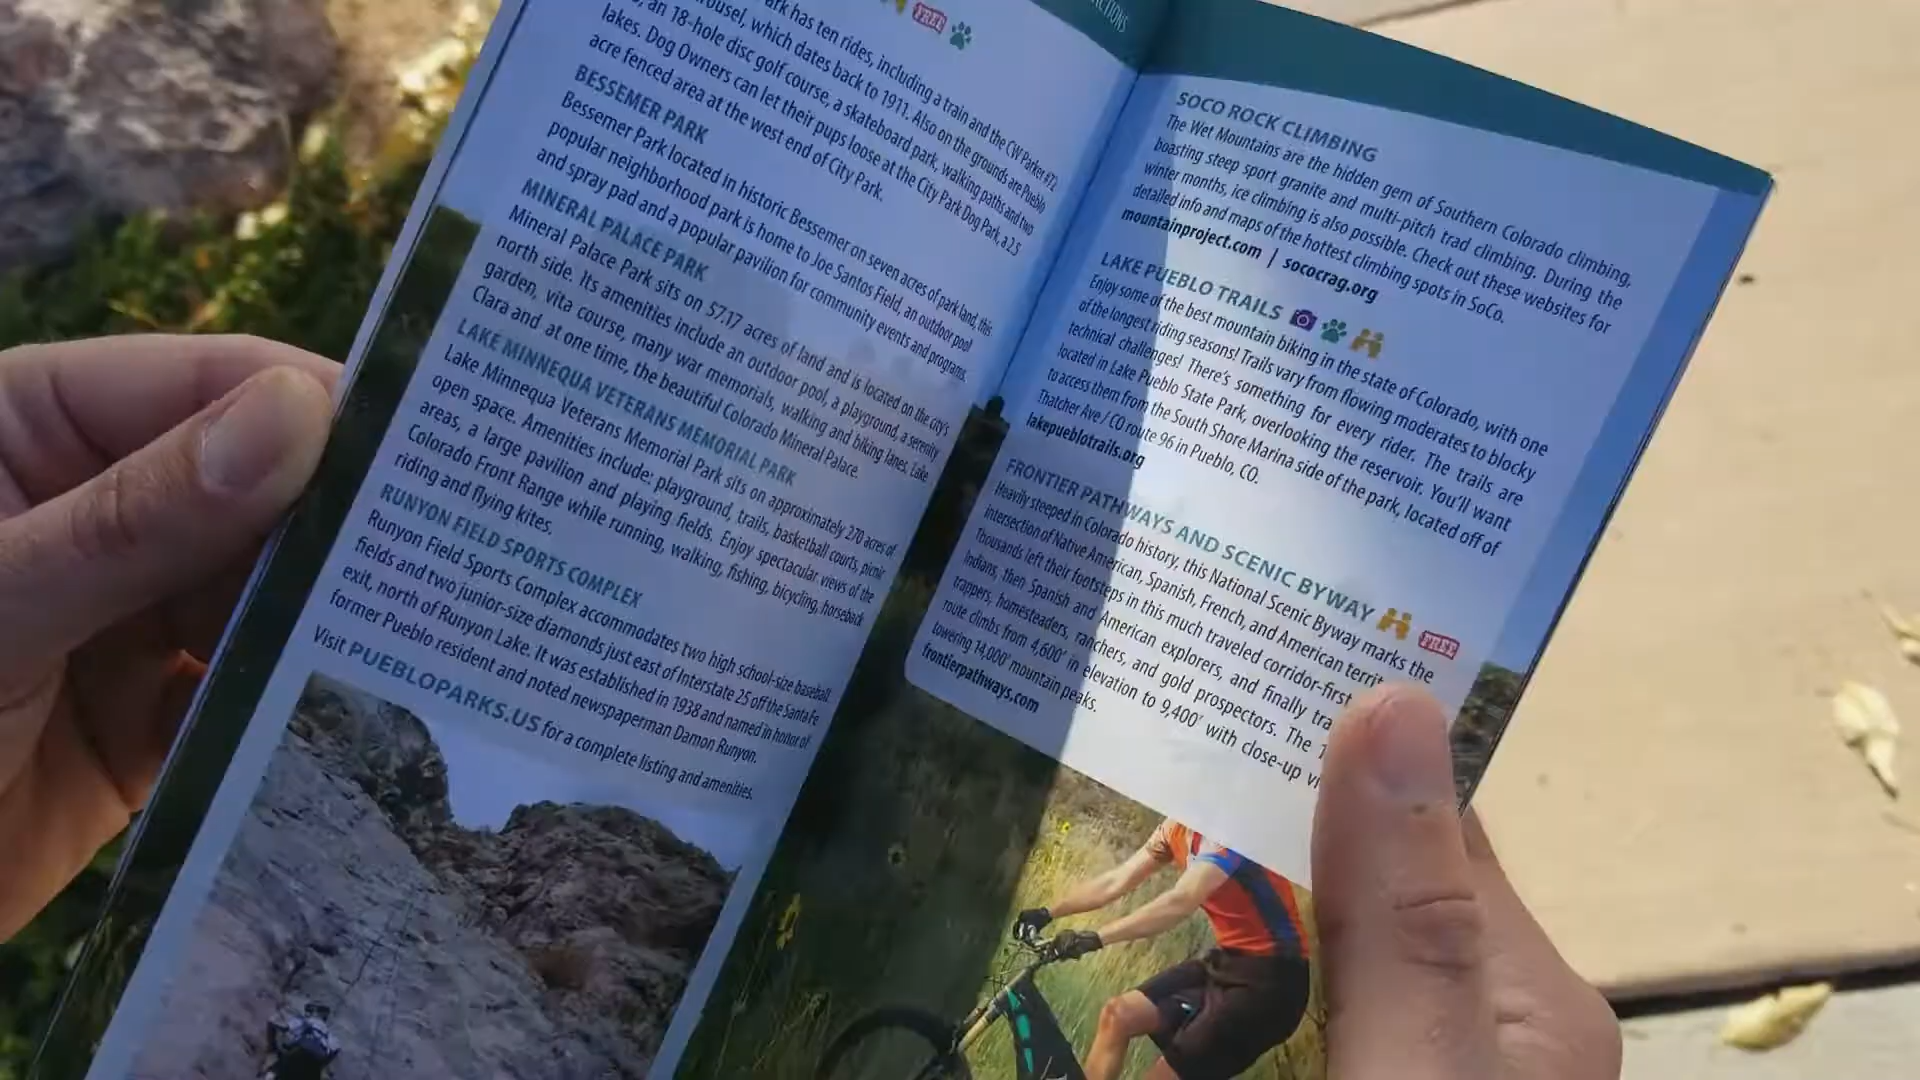 ark has ten rides, including a train and the CW Parker #72
rousel, which dates back to 1911. Also on the grounds are Pueblo
an 18-hole disc golf course, a skateboard park, walking paths and two
lakes. Dog Owners can let their pups loose at the City Park Dog Park, a 2.5
acre fenced area at the west end of City Park.
BESSEMER PARK
Bessemer Park located in historic Bessemer on seven acres of park land, this
popular neighborhood park is home to Joe Santos Field, an outdoor pool
and spray pad and a popular pavilion for community events and programs.
MINERAL PALACE PARK
Mineral Palace Park sits on 57.17 acres of land and is located on the city's
north side. Its amenities include an outdoor pool, a playground, a serenity
garden, vita course, many war memorials, walking and biking lanes, Lake
Clara and at one time, the beautiful Colorado Mineral Palace.
LAKE MINNEQUA VETERANS MEMORIAL PARK
Lake Minnequa Veterans Memorial Park sits on approximately 270 acres of
open space. Amenities include: playground, trails, basketball courts, picnic
areas, a large pavilion and playing fields. Enjoy spectacular views of the
Colorado Front Range while running, walking, fishing, bicycling, horseback
riding and flying kites.
RUNYON FIELD SPORTS COMPLEX
Runyon Field Sports Complex accommodates two high school-size baseball
fields and two junior-size diamonds just east of Interstate 25 off the Santa Fe
exit, north of Runyon Lake. It was established in 1938 and named in honor of
former Pueblo resident and noted newspaperman Damon Runyon.
Visit PUEBLOPARKS.US for a complete listing and amenities.
FREE
SOCO ROCK CLIMBING
The Wet Mountains are the hidden gem of Southern Colorado climbing,
boasting steep sport granite and multi-pitch trad climbing. During the
winter months, ice climbing is also possible. Check out these websites for
detailed info and maps of the hottest climbing spots in SoCo.
mountainproject.com | sococrag.org
LAKE PUEBLO TRAILS
Enjoy some of the best mountain biking in the state of Colorado, with one
of the longest riding seasons! Trails vary from flowing moderates to blocky
technical challenges! There's something for every rider. The trails are
located in Lake Pueblo State Park, overlooking the reservoir. You'll want
to access them from the South Shore Marina side of the park, located off of
Thatcher Ave / CO route 96 in Pueblo, CO.
lakepueblotrails.org
FRONTIER PATHWAYS AND SCENIC BYWAY FREE
Heavily steeped in Colorado history, this National Scenic Byway marks the
intersection of Native American, Spanish, French, and American territ
Thousands left their footsteps in this much traveled corridor-first
Indians, then Spanish and American explorers, and finally tra
trappers, homesteaders, ranchers, and gold prospectors. The 1
route climbs from 4,600' in elevation to 9,400' with close-up vi
towering 14,000' mountain peaks.
frontierpathways.com